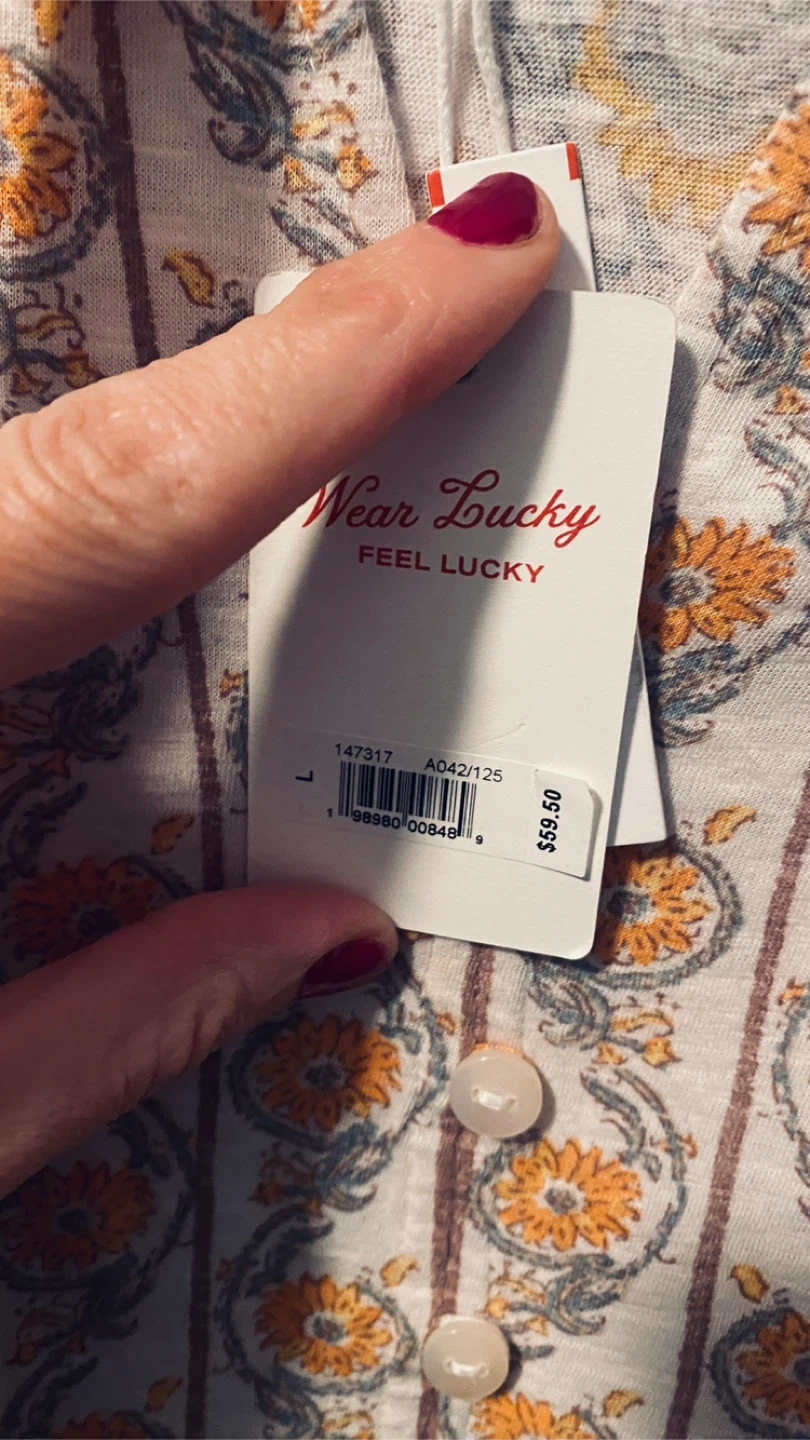 Wear Lucky
FEEL LUCKY
147317 A042/125
L
1 98980 00848 9
$59.50